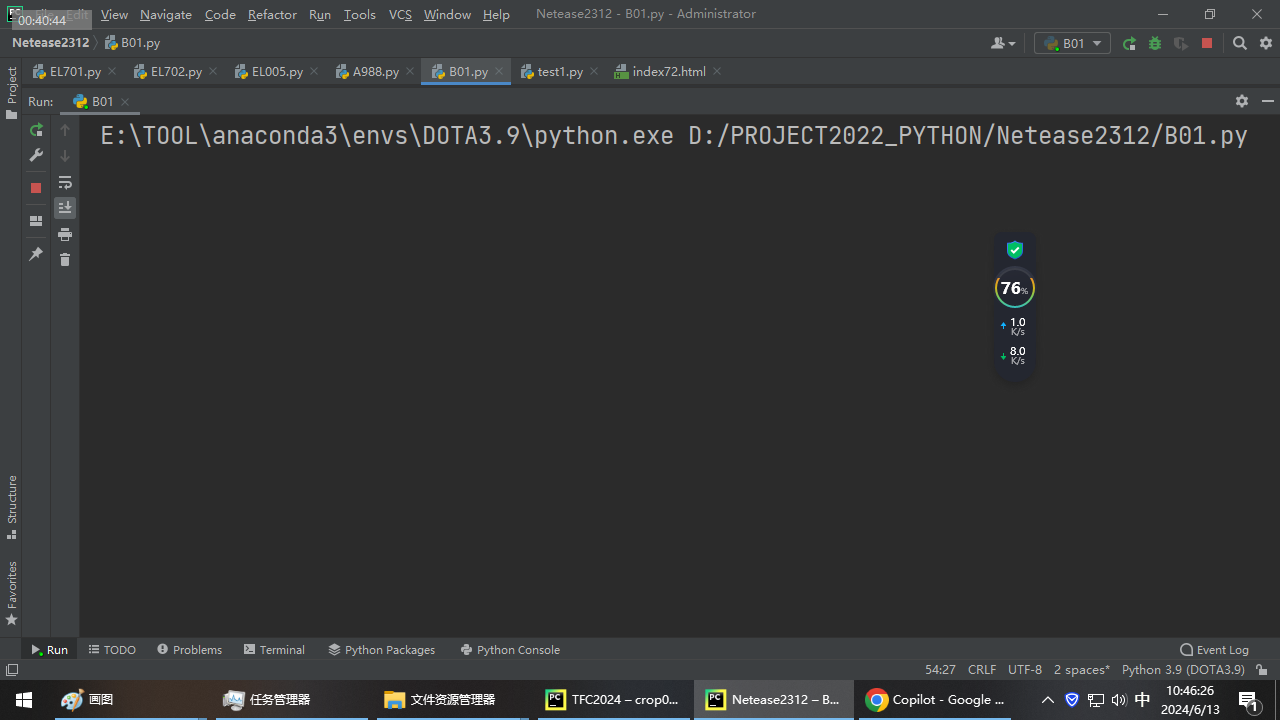 00:40:44
View Navigate Code Refactor Run Tools VCS Window Help Netease2312 - B01.py - Administrator
Netease2312 B01.py B01
EL701.py EL702.py EL005.py A988.py B01.py test1.py index72.html
Project
Run: B01
E:\TOOL\anaconda3\envs\DOTA3.9\python.exe D:/PROJECT2022_PYTHON/Netease2312/B01.py
76%
1.0
K/s
8.0
K/s
Structure
Favorites
Run TODO Problems Terminal Python Packages Python Console Event Log
54:27 CRLF UTF-8 2 spaces* Python 3.9 (DOTA3.9)
画图 任务管理器 文件资源管理器 TFC2024 – crop0... Netease2312 – B... Copilot - Google ... 中 10:46:26
2024/6/13 1